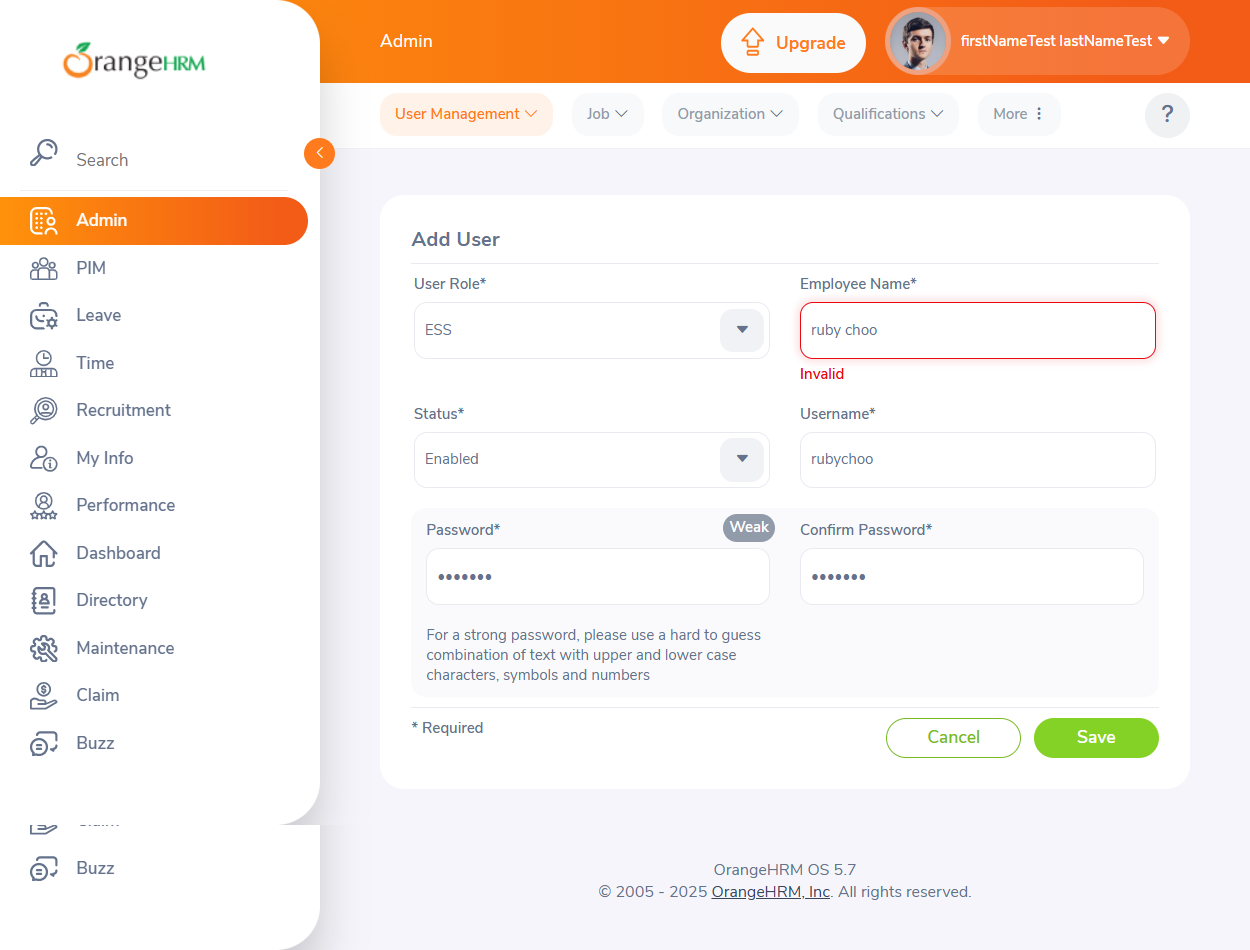 OrangeHRM
Admin
Upgrade
firstNameTest lastNameTest
User Management
Job
Organization
Qualifications
More
?
Search
Admin
PIM
Leave
Time
Recruitment
My Info
Performance
Dashboard
Directory
Maintenance
Claim
Buzz
Claim
Buzz
Add User
User Role*
ESS
Employee Name*
ruby choo
Invalid
Status*
Enabled
Username*
rubychoo
Password*
Weak
•••••••
Confirm Password*
•••••••
For a strong password, please use a hard to guess
combination of text with upper and lower case
characters, symbols and numbers
* Required
Cancel
Save
OrangeHRM OS 5.7
© 2005 - 2025 OrangeHRM, Inc. All rights reserved.